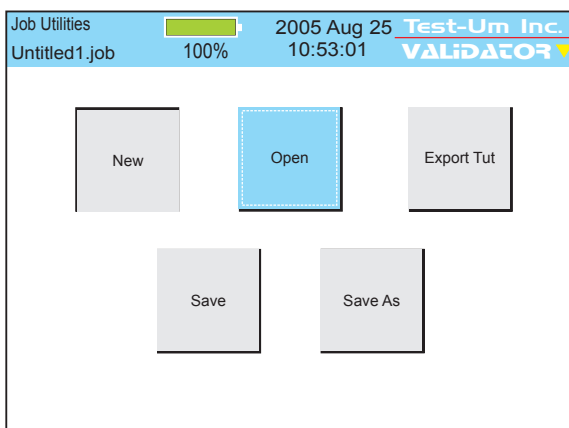 Job Utilities 2005 Aug 25 Test-Um Inc.
Untitled1.job 100% 10:53:01 VALiDATOR
New Open Export Tut
Save Save As